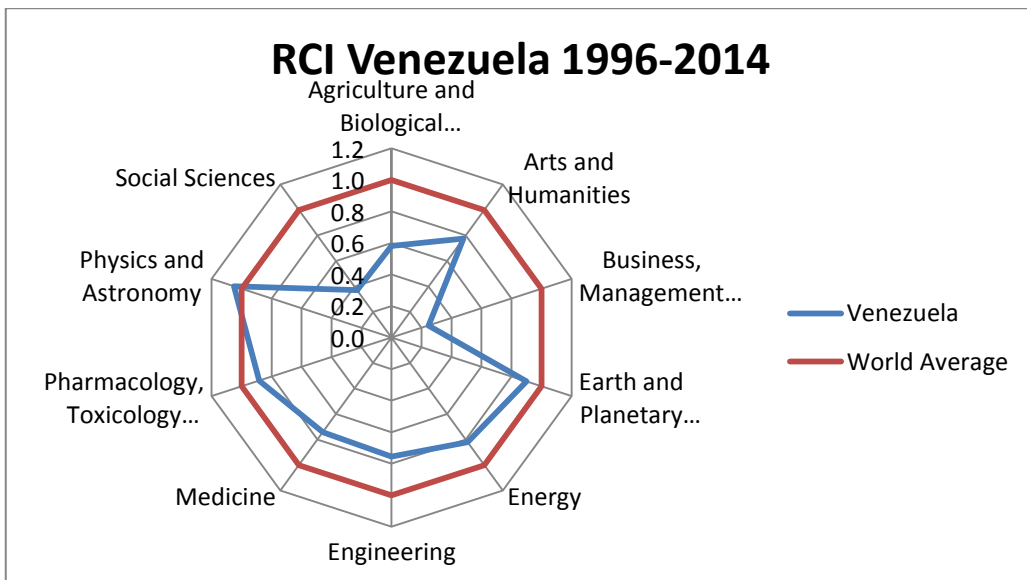 RCI Venezuela 1996-2014
Agriculture and
Biological...
Arts and
Humanities
Business,
Management...
Earth and
Planetary...
Energy
Engineering
Medicine
Pharmacology,
Toxicology...
Physics and
Astronomy
Social Sciences
1.2
1.0
0.8
0.6
0.4
0.2
0.0
Venezuela
World Average